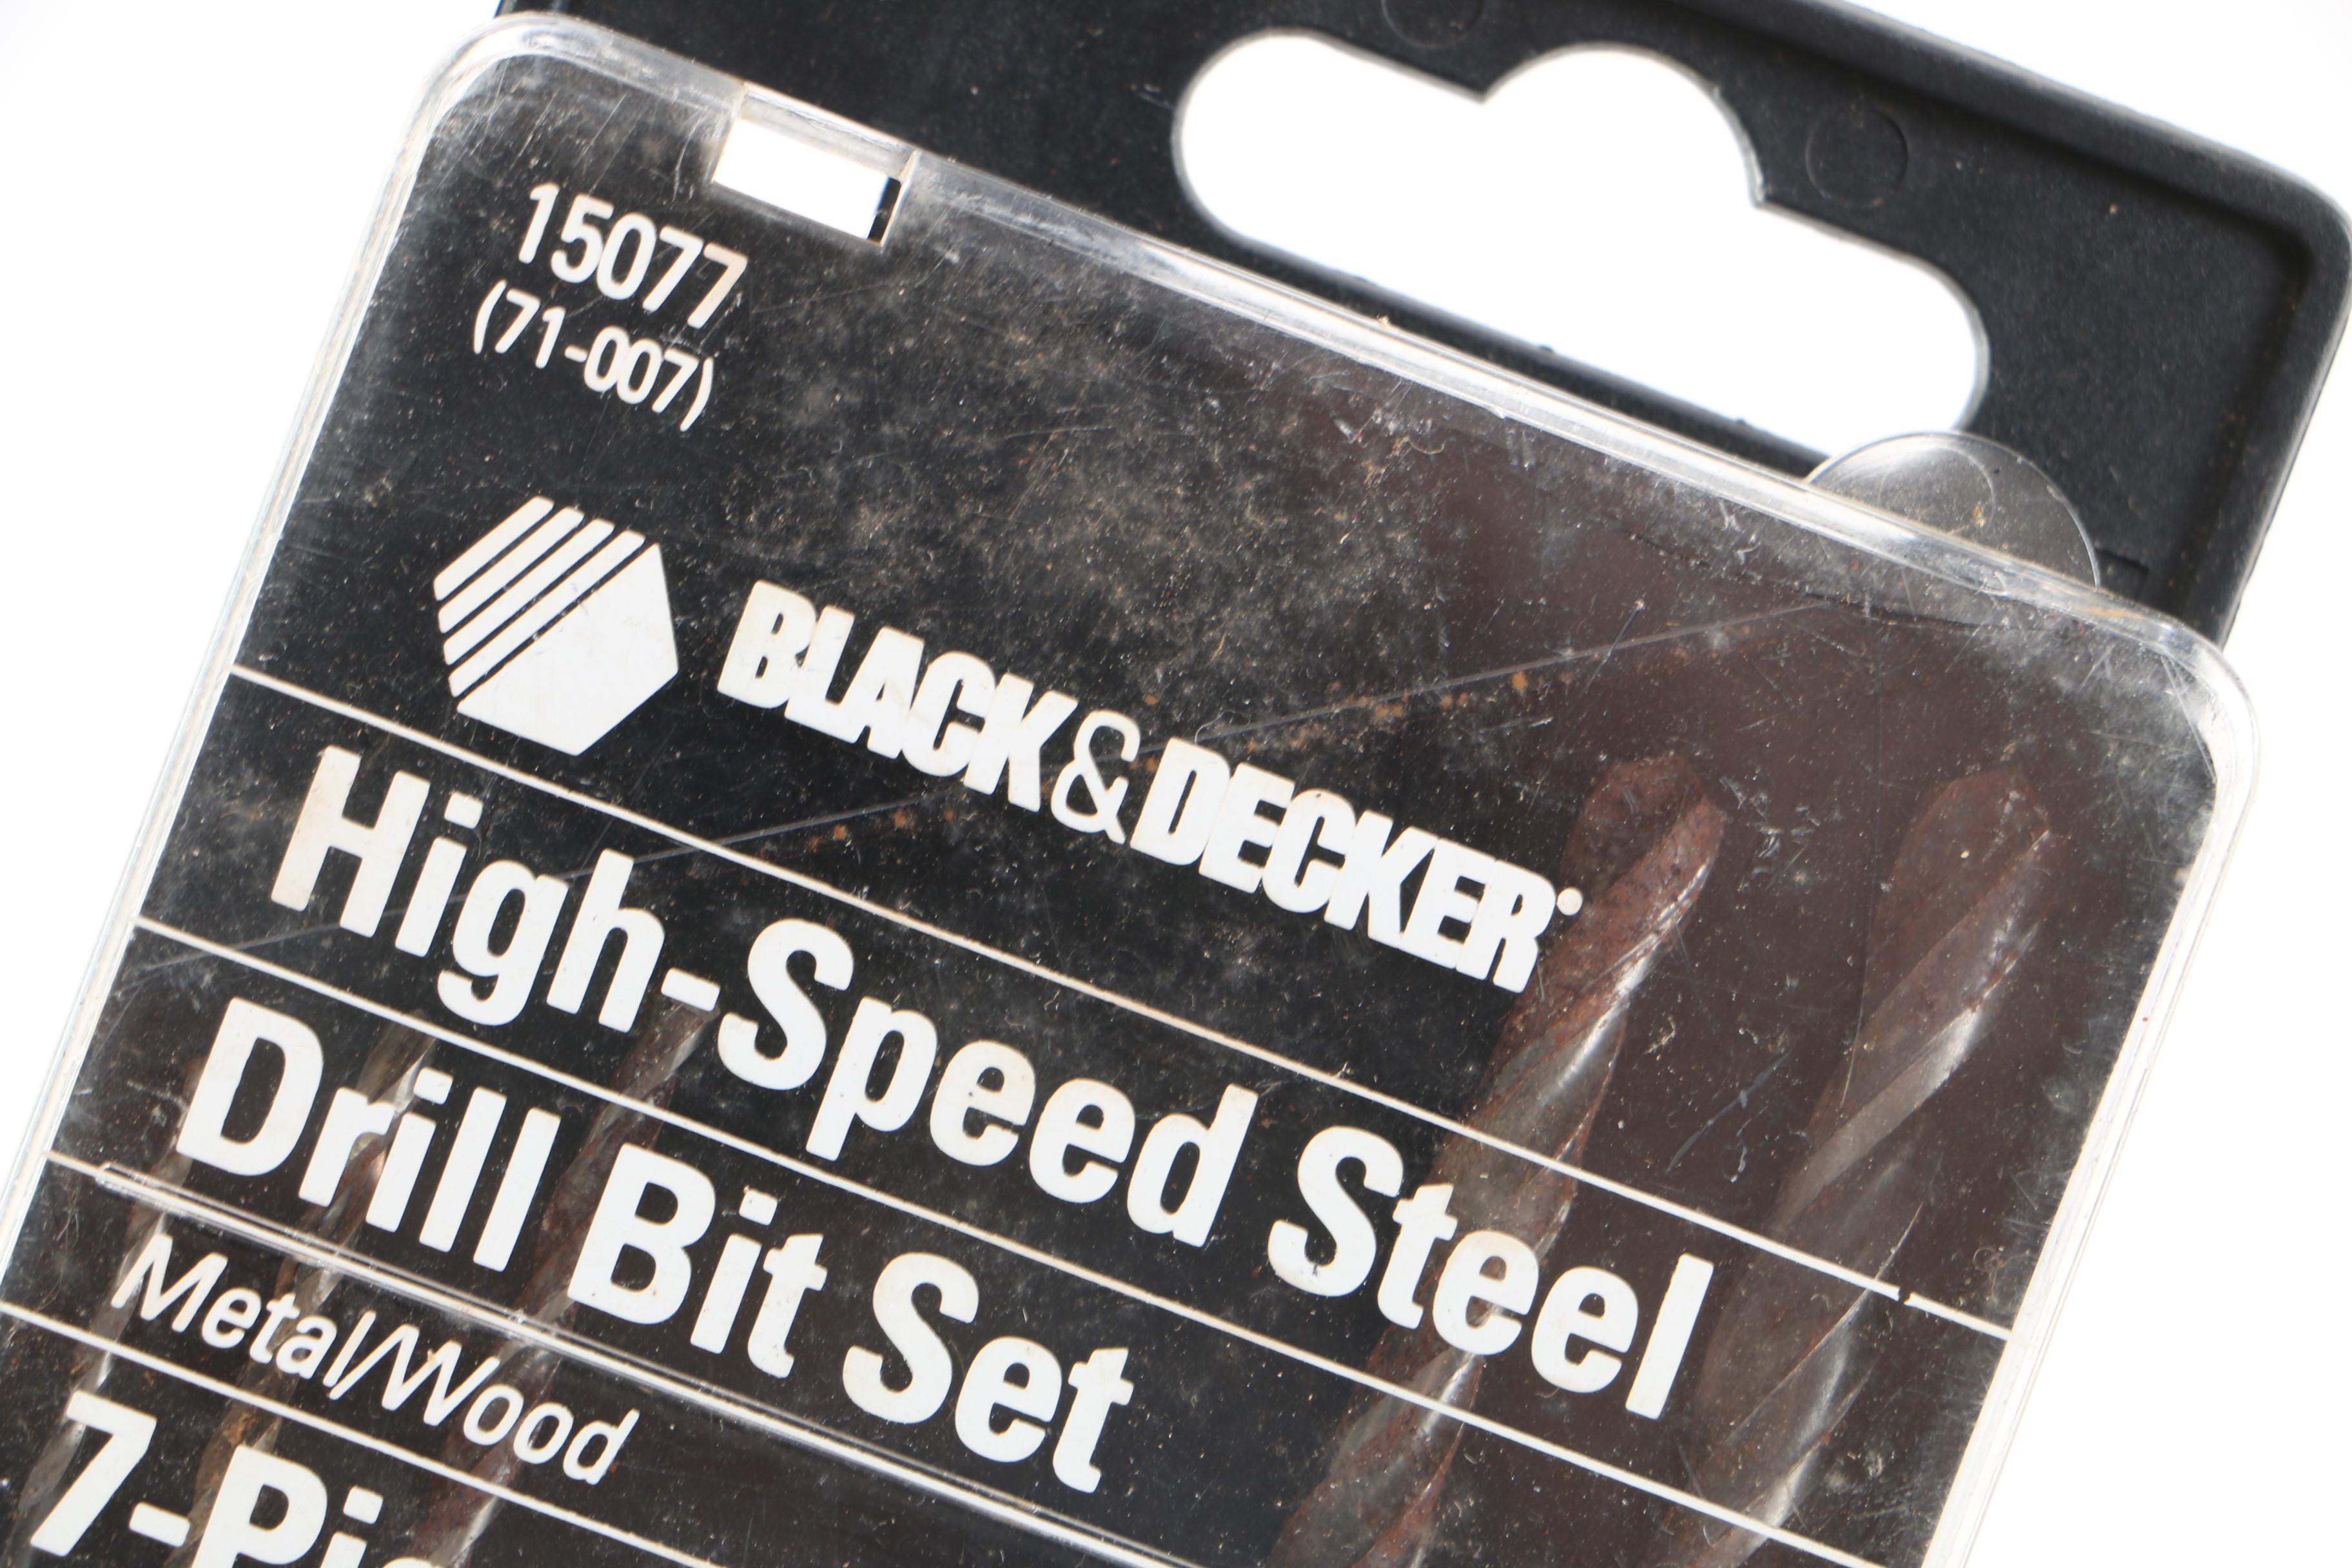 15077
(71-007)
BLACK&DECKER
High-Speed Steel
Drill Bit Set
Metal/Wood